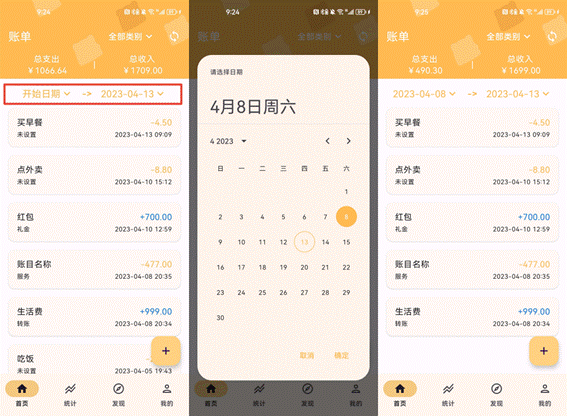 9:24
账单
全部类别
总支出
总收入
¥1066.64
¥1709.00
开始日期 -> 2023-04-13
买早餐 -4.50
未设置 2023-04-13 09:09
点外卖 -8.80
未设置 2023-04-10 15:12
红包 +700.00
礼金 2023-04-10 12:59
账目名称 -477.00
服务 2023-04-08 20:35
生活费 +999.00
转账 2023-04-08 20:34
吃饭
2023-04-05 19:43
+
首页 统计 发现 我的
9:24
请选择日期
4月8日周六
4 2023
日 一 二 三 四 五 六
1
2 3 4 5 6 7 8
9 10 11 12 13 14 15
16 17 18 19 20 21 22
23 24 25 26 27 28 29
30
取消 确定
首页 统计 发现 我的
9:25
账单
全部类别
总支出
总收入
¥490.30
¥1699.00
2023-04-08 -> 2023-04-13
买早餐 -4.50
未设置 2023-04-13 09:09
点外卖 -8.80
未设置 2023-04-10 15:12
红包 +700.00
礼金 2023-04-10 12:59
账目名称 -477.00
服务 2023-04-08 20:35
生活费 +999.00
转账 2023-04-08 20:34
+
首页 统计 发现 我的